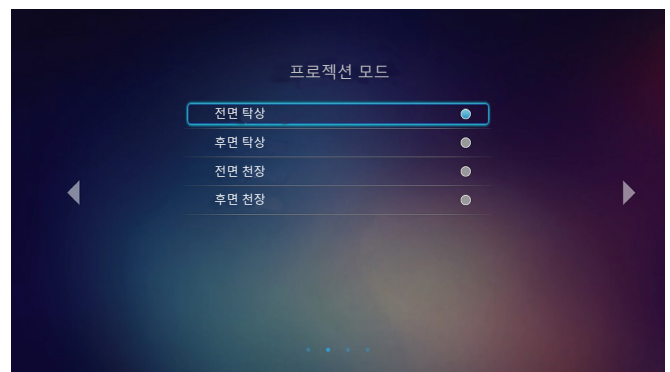 프로젝션 모드
전면 탁상
후면 탁상
전면 천장
후면 천장